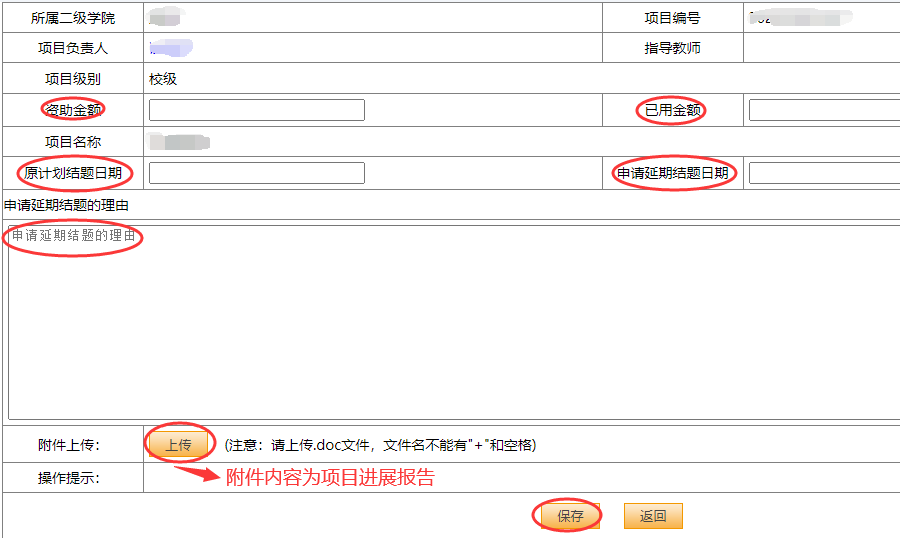 所属二级学院 项目编号
项目负责人 指导教师
项目级别 校级
资助金额 已用金额
项目名称
原计划结题日期 申请延期结题日期
申请延期结题的理由
申请延期结题的理由
附件上传： 上传 (注意：请上传.doc文件，文件名不能有"+"和空格)
操作提示： 附件内容为项目进展报告
保存 返回